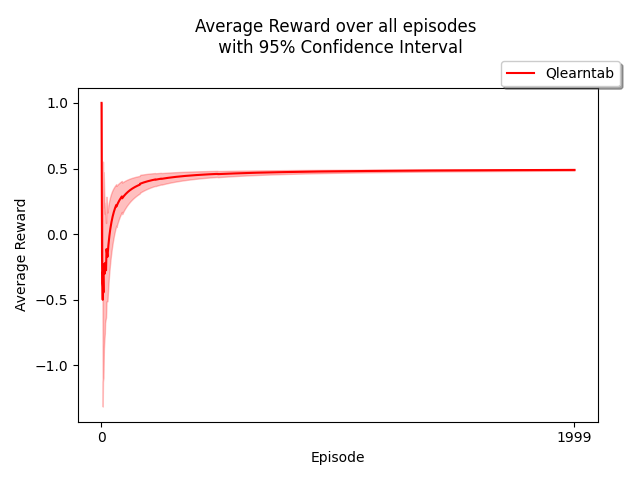 Average Reward over all episodes
with 95% Confidence Interval
Qlearntab
1.0
0.5
0.0
−0.5
−1.0
Average Reward
0
1999
Episode